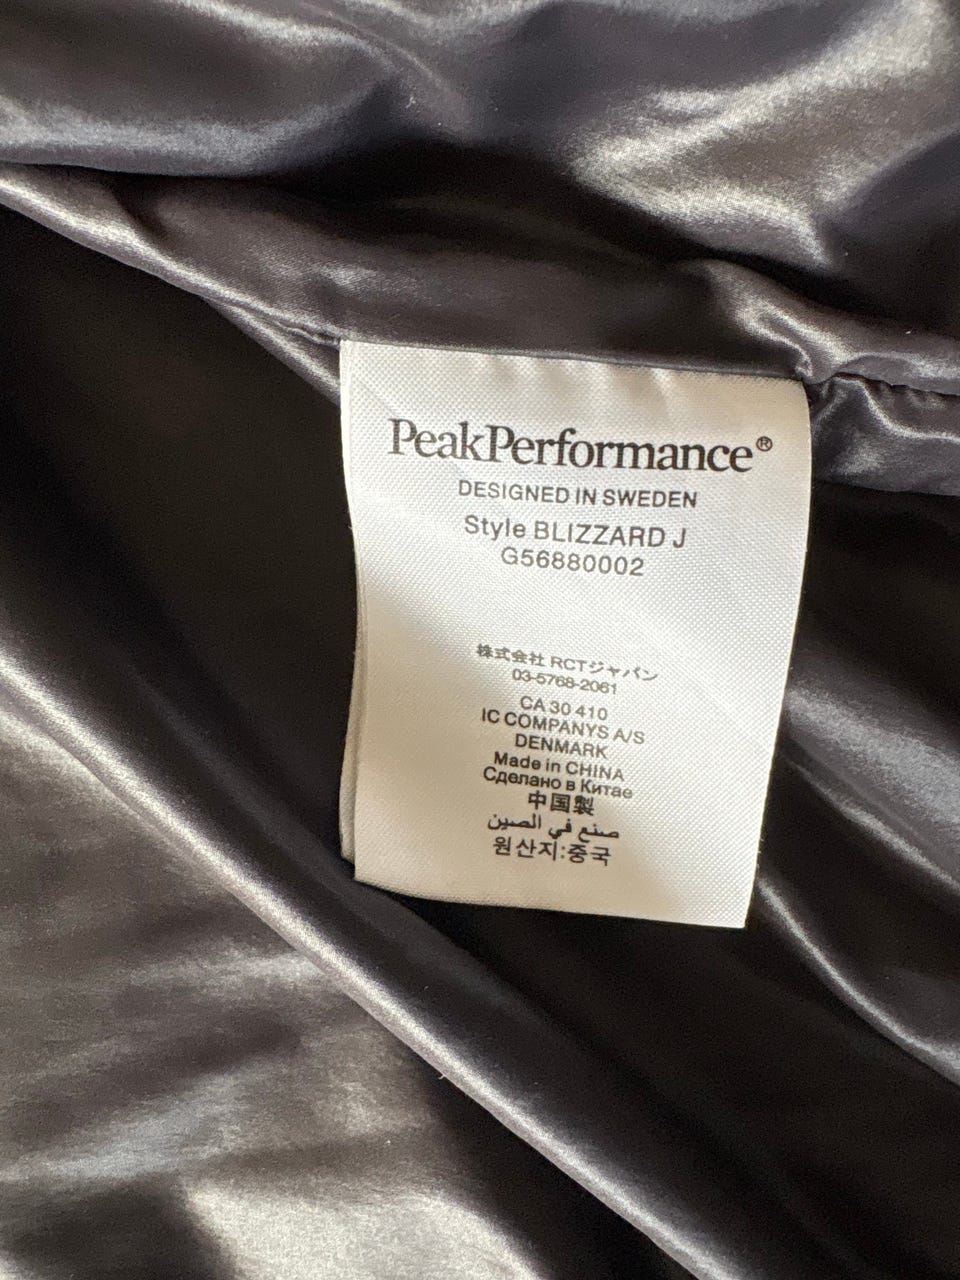 PeakPerformance®
DESIGNED IN SWEDEN
Style BLIZZARD J
G56880002
株式会社 RCTジャパン
03-5768-2061
CA 30 410
IC COMPANYS A/S
DENMARK
Made in CHINA
Сделано в Китае
中国製
صنع في الصين
원산지:중국